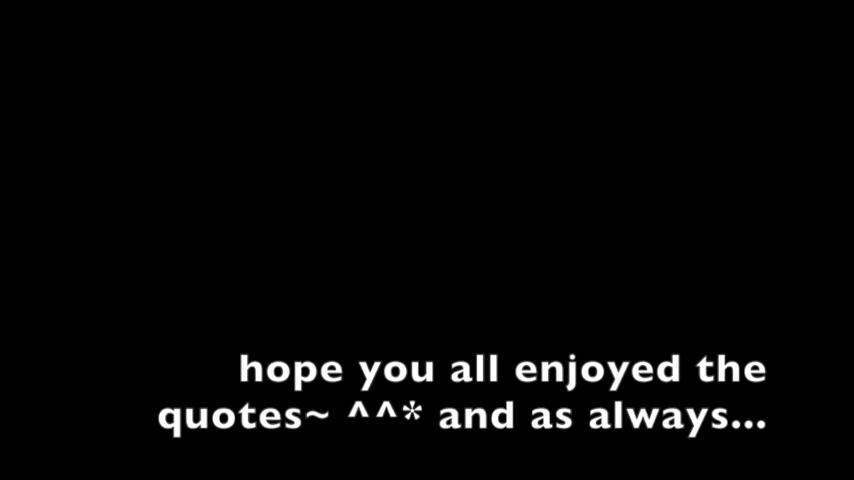 hope you all enjoyed the
quotes~ ^^* and as always...